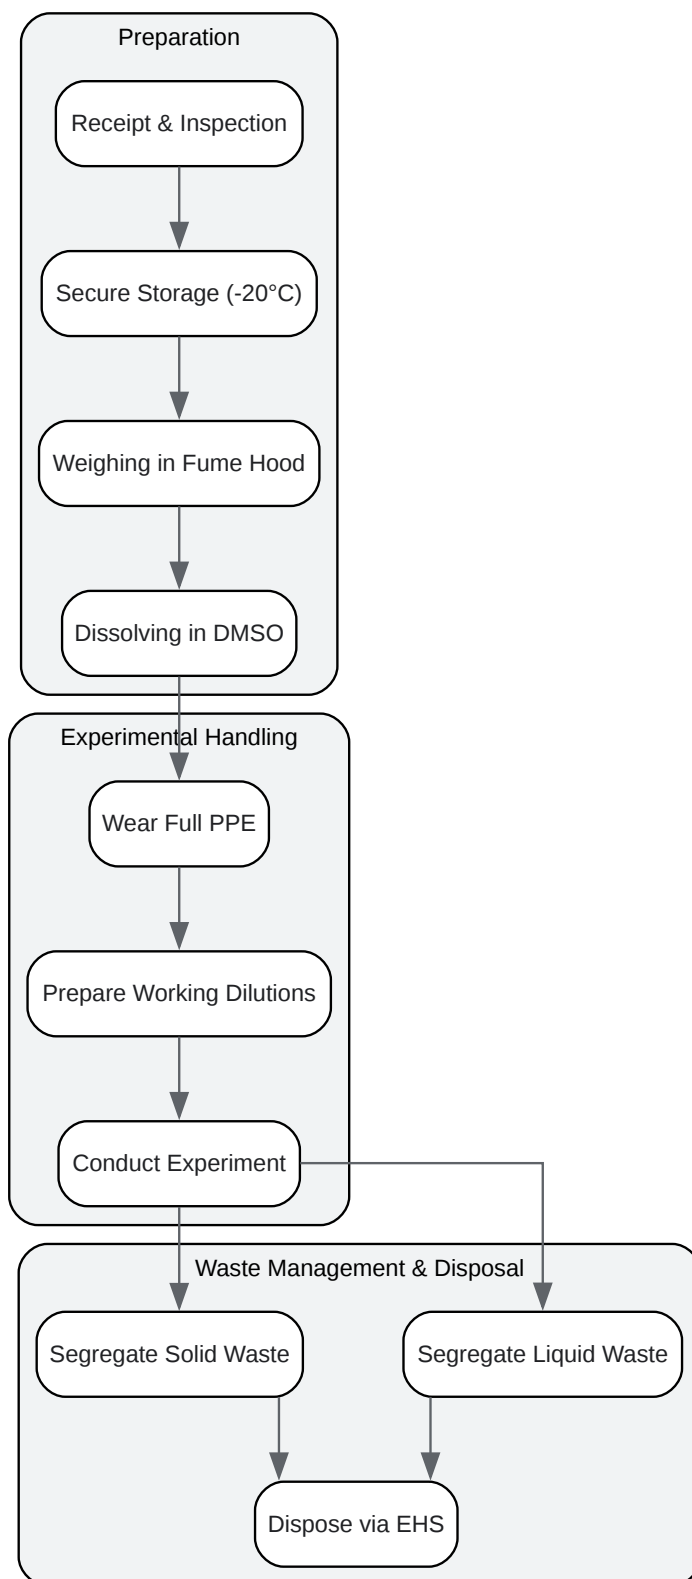 Preparation
Receipt & Inspection
Secure Storage (-20°C)
Weighing in Fume Hood
Dissolving in DMSO
Experimental Handling
Wear Full PPE
Prepare Working Dilutions
Conduct Experiment
Waste Management & Disposal
Segregate Solid Waste
Segregate Liquid Waste
Dispose via EHS